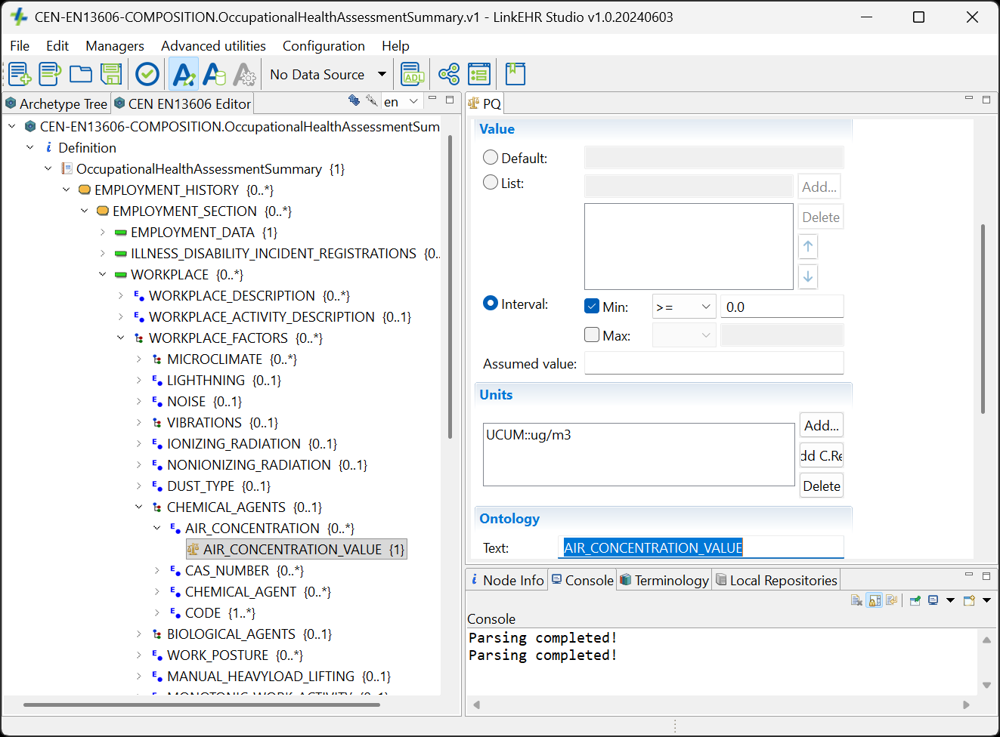 CEN-EN13606-COMPOSITION.OccupationalHealthAssessmentSummary.v1 - LinkEHR Studio v1.0.20240603
File Edit Managers Advanced utilities Configuration Help
No Data Source
ADL
Archetype Tree CEN EN13606 Editor en
CEN-EN13606-COMPOSITION.OccupationalHealthAssessmentSum
Definition
OccupationalHealthAssessmentSummary {1}
EMPLOYMENT_HISTORY {0..*}
EMPLOYMENT_SECTION {0..*}
EMPLOYMENT_DATA {1}
ILLNESS_DISABILITY_INCIDENT_REGISTRATIONS {0..
WORKPLACE {0..*}
WORKPLACE_DESCRIPTION {0..*}
WORKPLACE_ACTIVITY_DESCRIPTION {0..1}
WORKPLACE_FACTORS {0..*}
MICROCLIMATE {0..*}
LIGHTHNING {0..1}
NOISE {0..1}
VIBRATIONS {0..1}
IONIZING_RADIATION {0..1}
NONIONIZING_RADIATION {0..1}
DUST_TYPE {0..1}
CHEMICAL_AGENTS {0..1}
AIR_CONCENTRATION {0..*}
AIR_CONCENTRATION_VALUE {1}
CAS_NUMBER {0..*}
CHEMICAL_AGENT {0..*}
CODE {1..*}
BIOLOGICAL_AGENTS {0..1}
WORK_POSTURE {0..*}
MANUAL_HEAVYLOAD_LIFTING {0..1}
MONOTONIC_WORK_ACTIVITY {0..1}
PQ
Value
Default:
List: Add...
Delete
Interval: Min: >= 0.0
Max:
Assumed value:
Units
UCUM::ug/m3
Add...
dd C.Re
Delete
Ontology
Text: AIR_CONCENTRATION_VALUE
Node Info Console Terminology Local Repositories
Console
Parsing completed!
Parsing completed!